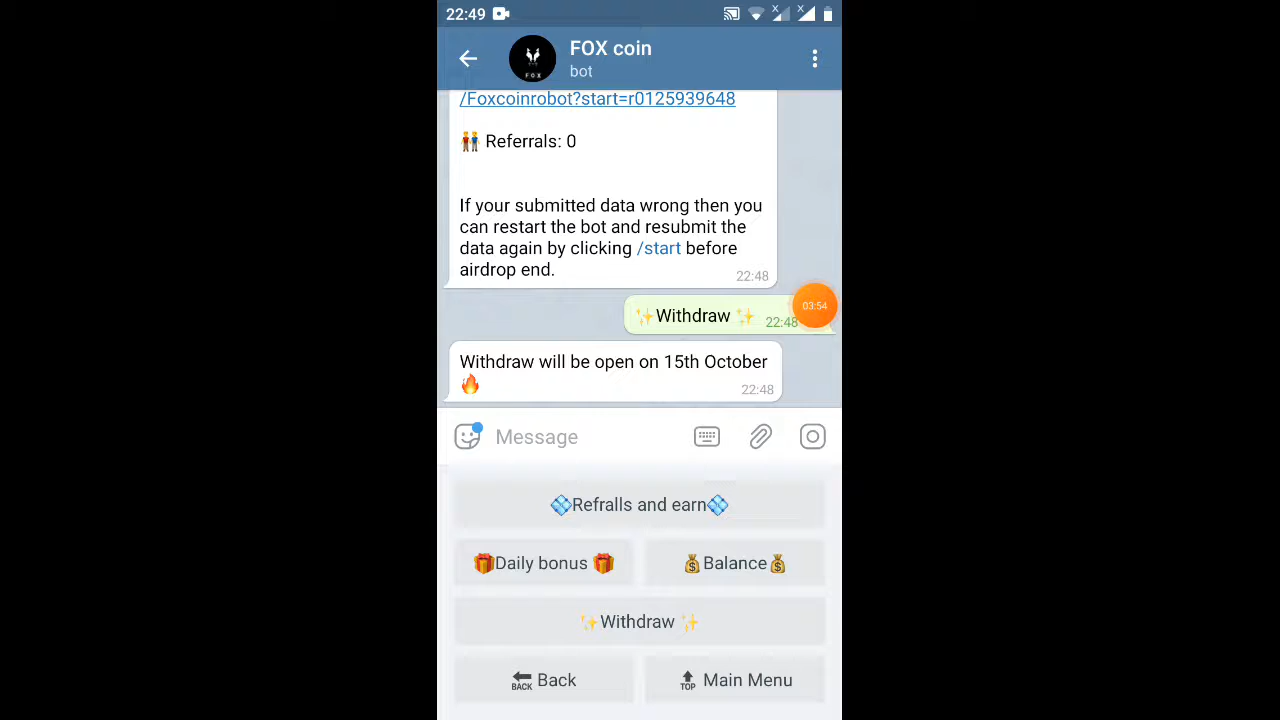 22:49
FOX coin
bot
FOX
/Foxcoinrobot?start=r0125939648
Referrals: 0
If your submitted data wrong then you
can restart the bot and resubmit the
data again by clicking /start before
airdrop end.
22:48
✨Withdraw ✨
22:48
03:54
Withdraw will be open on 15th October
🔥
22:48
Message
💠Refralls and earn💠
🎁Daily bonus 🎁
💰Balance💰
✨Withdraw ✨
🔙 Back
🔝 Main Menu